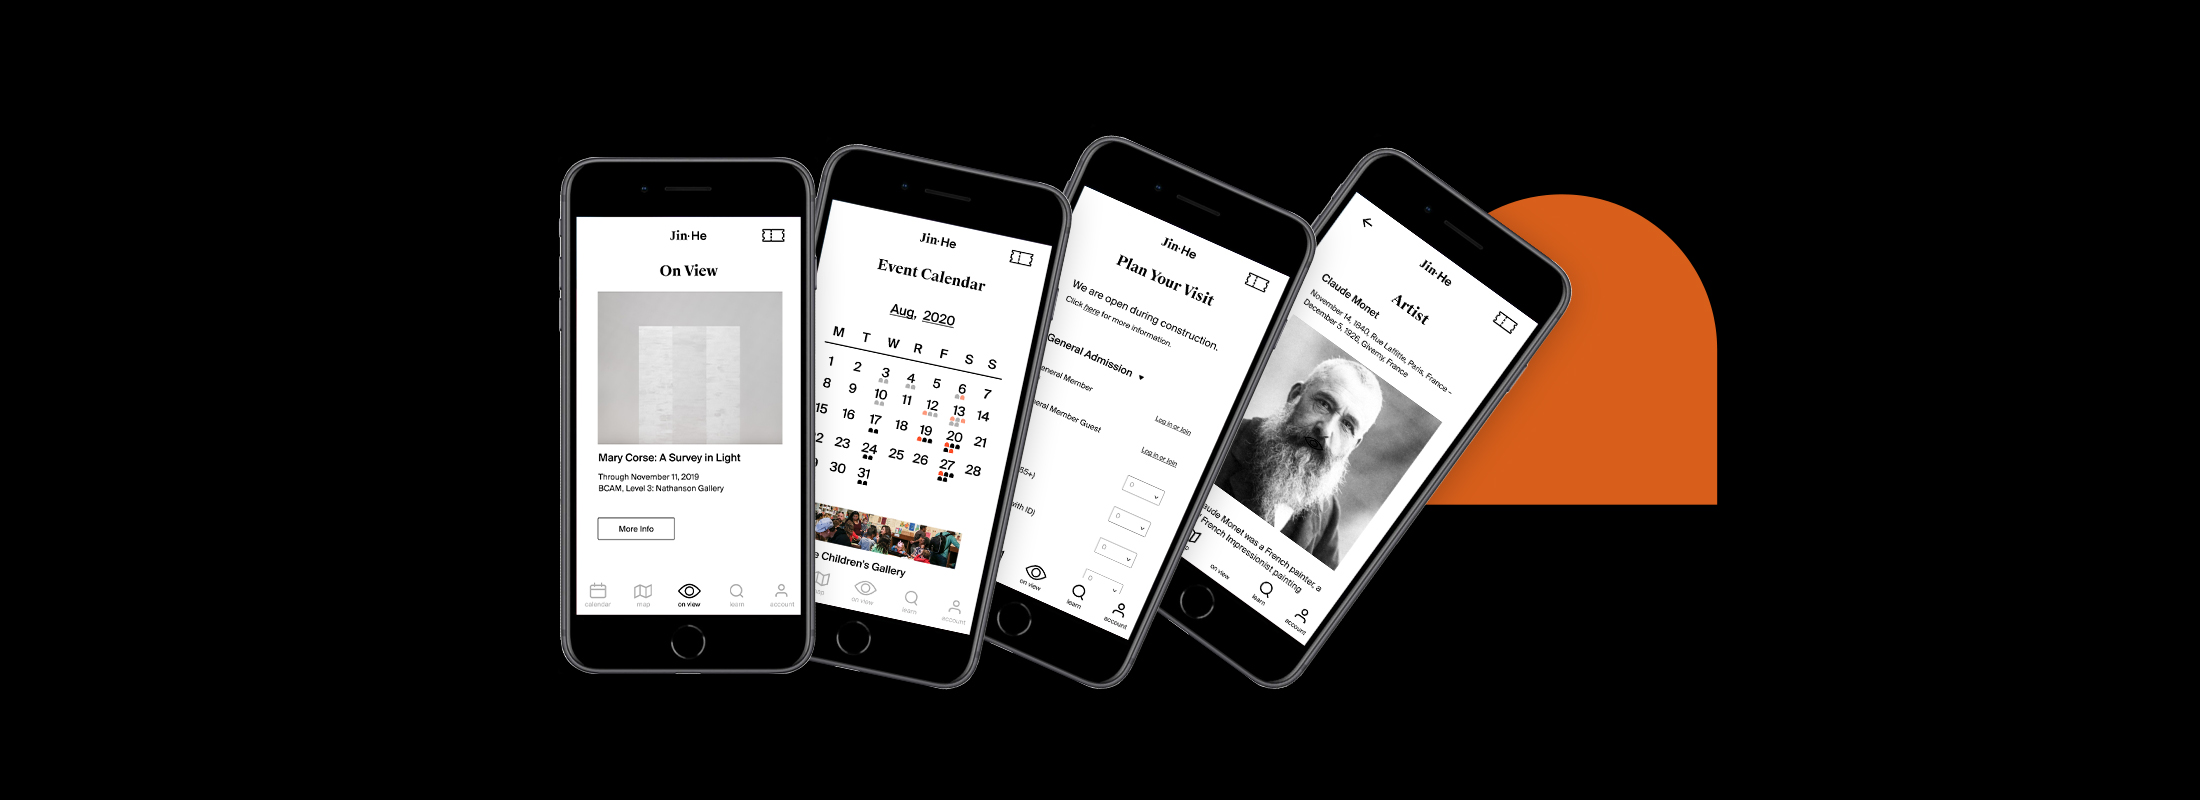 Jin·He
On View
Mary Corse: A Survey in Light
Through November 11, 2019
BCAM, Level 3: Nathanson Gallery
More Info
calendar map on view learn account
Jin·He
Event Calendar
Aug, 2020
M T W R F S S
1 2 3 4 5 6 7
8 9 10 11 12 13 14
15 16 17 18 19 20 21
2 23 24 25 26 27 28
30 31
e Children's Gallery
on view learn account
Jin·He
Plan Your Visit
We are open during construction.
Click here for more information.
General Admission
eneral Member
Log in or join
eral Member Guest
Log in or join
65+)
0
with ID)
0
0
0
on view learn account
Jin·He
Artist
Claude Monet
November 14, 1840, Rue Laffitte, Paris, France -
December 5, 1926, Giverny, France
aude Monet was a French painter, a
French Impressionist painting
on view learn account